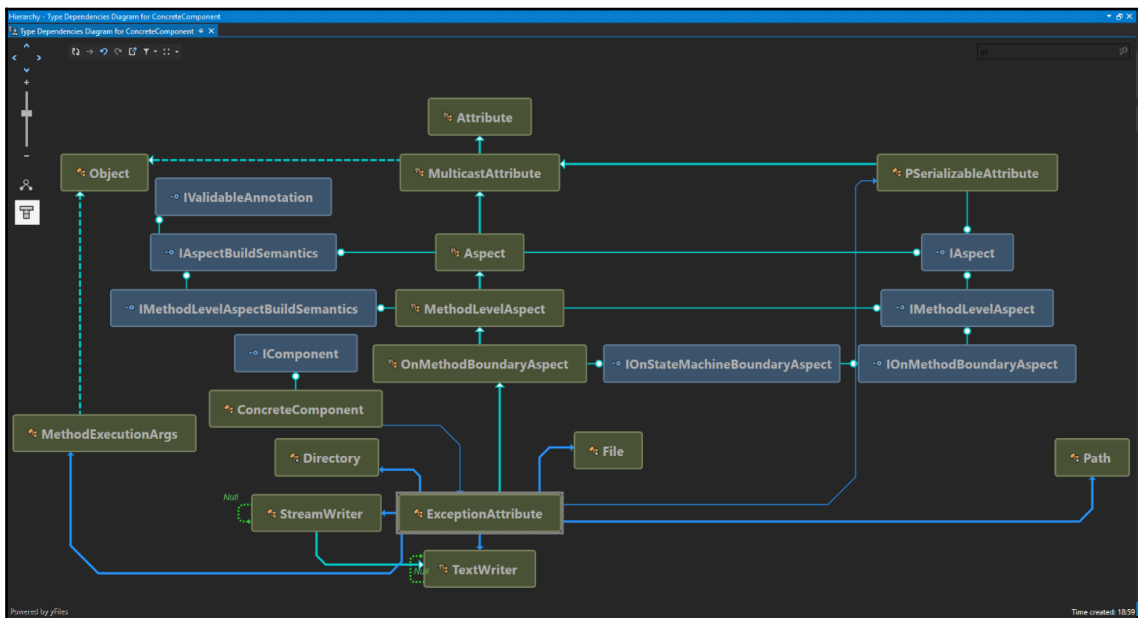 Hierarchy - Type Dependencies Diagram for ConcreteComponent
Type Dependencies Diagram for ConcreteComponent
Attribute
Object
MulticastAttribute
PSerializableAttribute
IValidableAnnotation
IAspectBuildSemantics
Aspect
IAspect
IMethodLevelAspectBuildSemantics
MethodLevelAspect
IMethodLevelAspect
IComponent
OnMethodBoundaryAspect
IOnStateMachineBoundaryAspect
IOnMethodBoundaryAspect
ConcreteComponent
MethodExecutionArgs
Directory
File
Path
Null
StreamWriter
ExceptionAttribute
Null
TextWriter
Powered by yFiles
Time created: 18:59